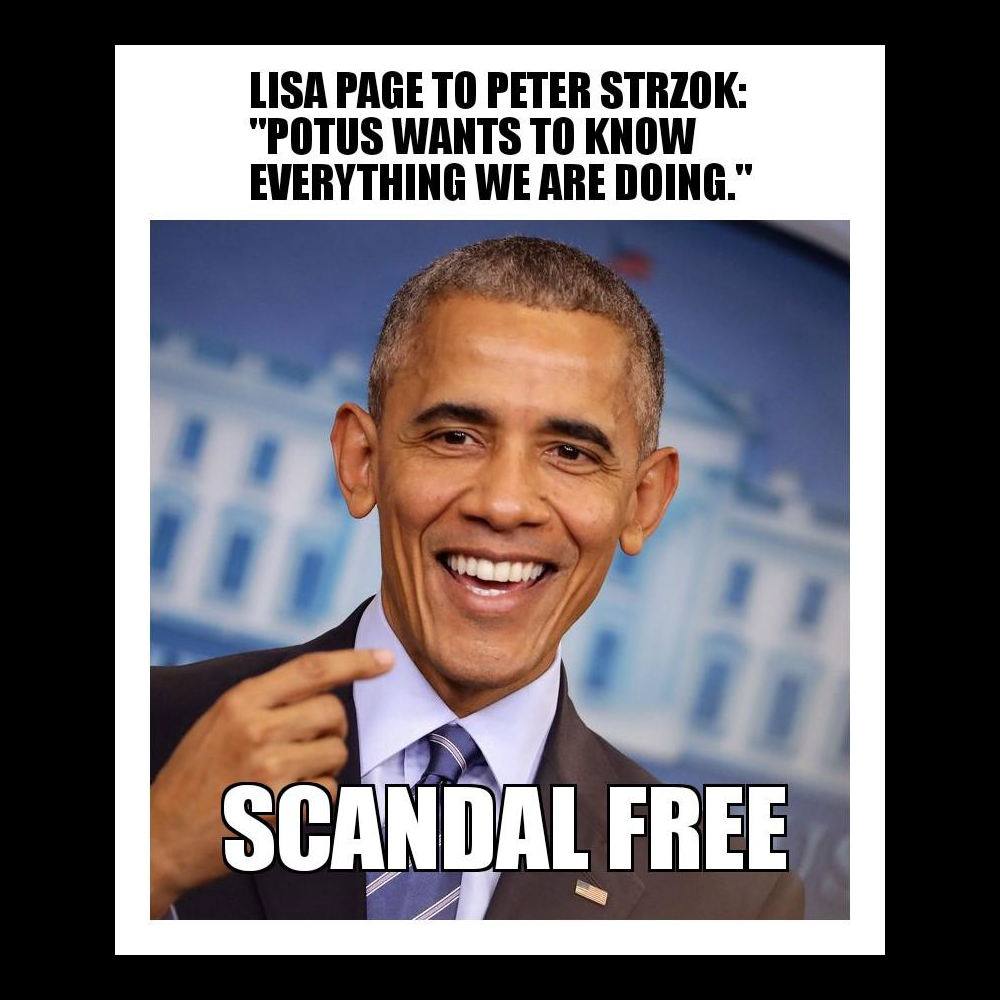 LISA PAGE TO PETER STRZOK:
"POTUS WANTS TO KNOW
EVERYTHING WE ARE DOING."
SCANDAL FREE